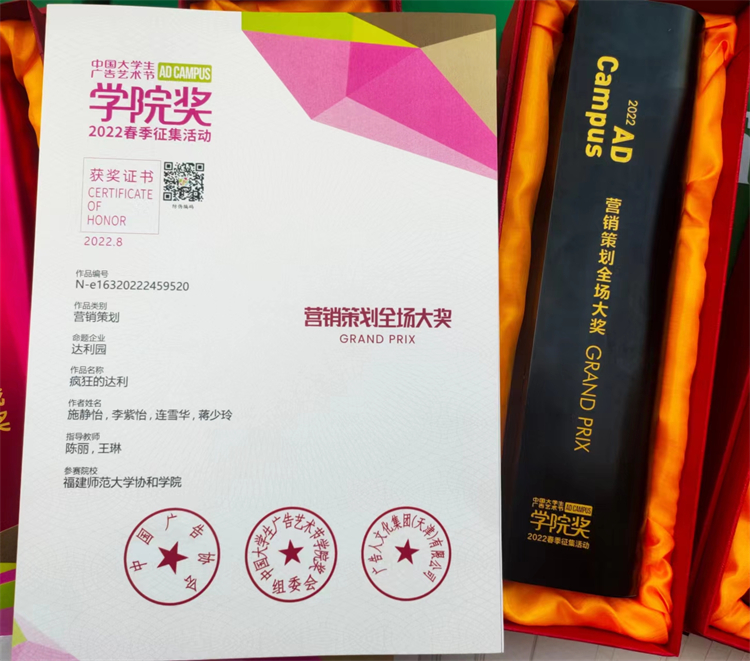 中国大学生
广告艺术节 AD CAMPUS
学院奖
2022春季征集活动
获奖证书
CERTIFICATE
OF
HONOR
2022.8
作品编号
N-e16320222459520
作品类别
营销策划
命题企业
达利园
作品名称
疯狂的达利
作者姓名
施静怡，李紫怡，连雪华，蒋少玲
指导教师
陈丽，王琳
参赛院校
福建师范大学协和学院
营销策划全场大奖
GRAND PRIX
中国广告协会
中国大学生广告艺术节学院奖
组委会
广告人文化集团(天津)有限公司
2022 AD
Campus
营销策划全场大奖 GRAND PRIX
中国大学生
广告艺术节 AD CAMPUS
学院奖
2022春季征集活动
奖